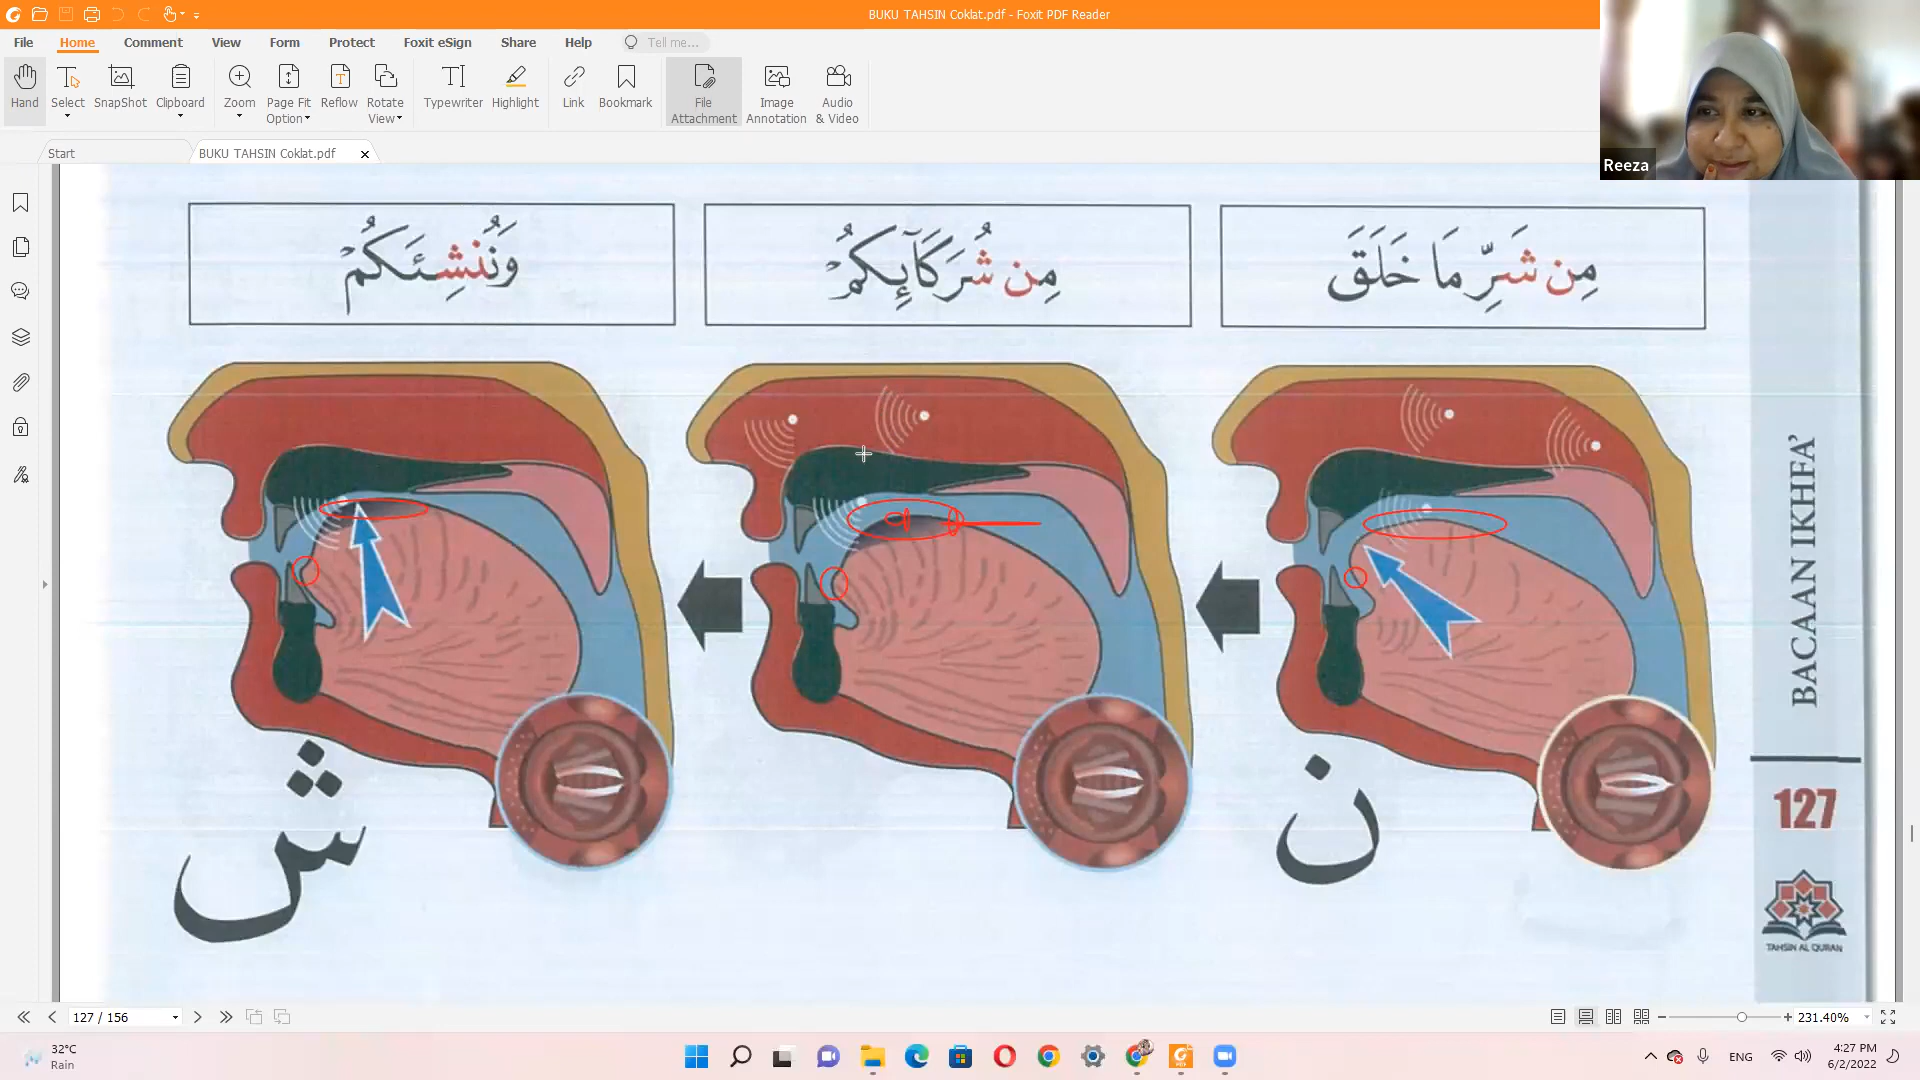 BUKU TAHSIN Coklat.pdf - Foxit PDF Reader
File Home Comment View Form Protect Foxit eSign Share Help Tell me...
Hand Select SnapShot Clipboard Zoom Page Fit Option Reflow Rotate View Typewriter Highlight Link Bookmark File Attachment Image Annotation Audio & Video
Reeza
Start BUKU TAHSIN Coklat.pdf
مِن شَرِّ مَا خَلَقَ
مِن شُرَكَآئِكُمْ
وَنُنشِئَكُمْ
ن
ش
BACAAN IKHFA'
127
TAHSIN AL QURAN
127 / 156
231.40%
32°C
Rain
ENG
4:27 PM
6/2/2022